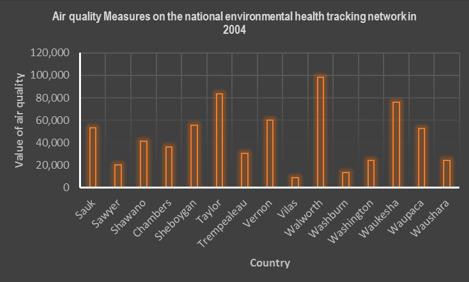 Air quality Measures on the national environmental health tracking network in
2004
Value of air quality
120,000
100,000
80,000
60,000
40,000
20,000
0
Sauk
Sawyer
Shawano
Chambers
Sheboygan
Taylor
Trempealeau
Vernon
Vilas
Walworth
Washburn
Washington
Waukesha
Waupaca
Waushara
Country